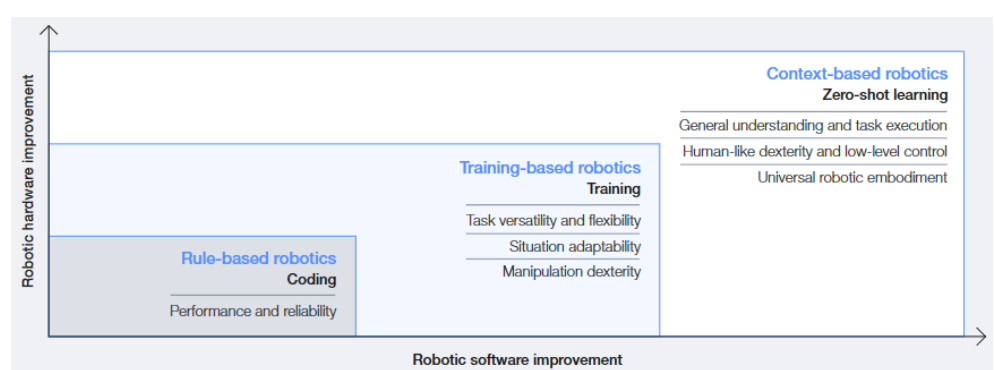 Robotic hardware improvement
Context-based robotics
Zero-shot learning
General understanding and task execution
Human-like dexterity and low-level control
Universal robotic embodiment
Training-based robotics
Training
Task versatility and flexibility
Situation adaptability
Manipulation dexterity
Rule-based robotics
Coding
Performance and reliability
Robotic software improvement